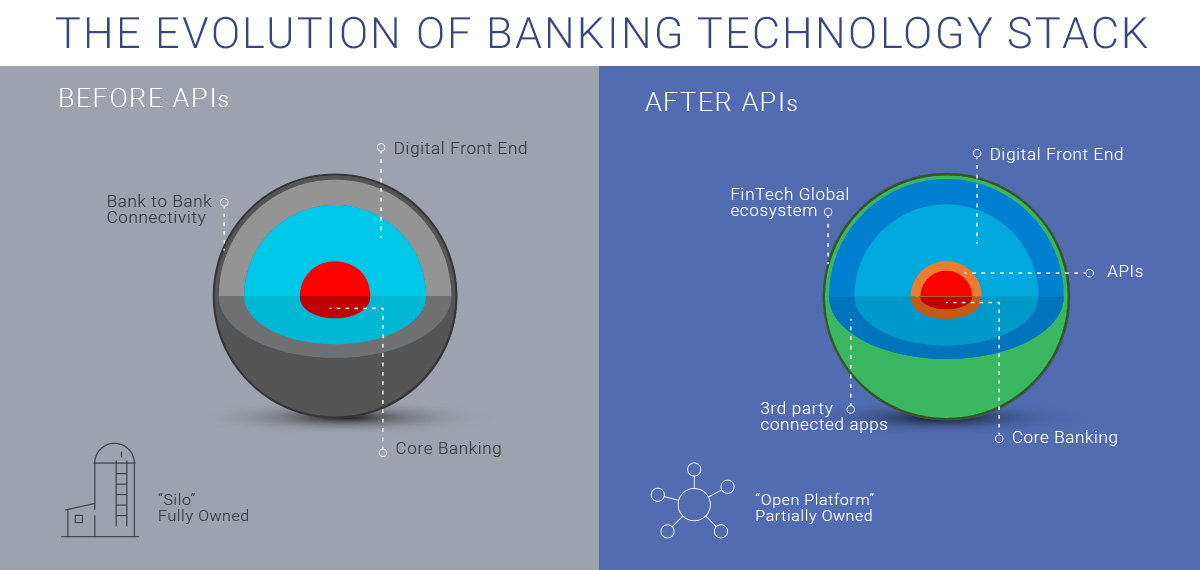 THE EVOLUTION OF BANKING TECHNOLOGY STACK
BEFORE APIs
Digital Front End
Bank to Bank
Connectivity
Core Banking
“Silo”
Fully Owned
AFTER APIs
Digital Front End
FinTech Global
ecosystem
APIs
3rd party
connected apps
Core Banking
“Open Platform”
Partially Owned